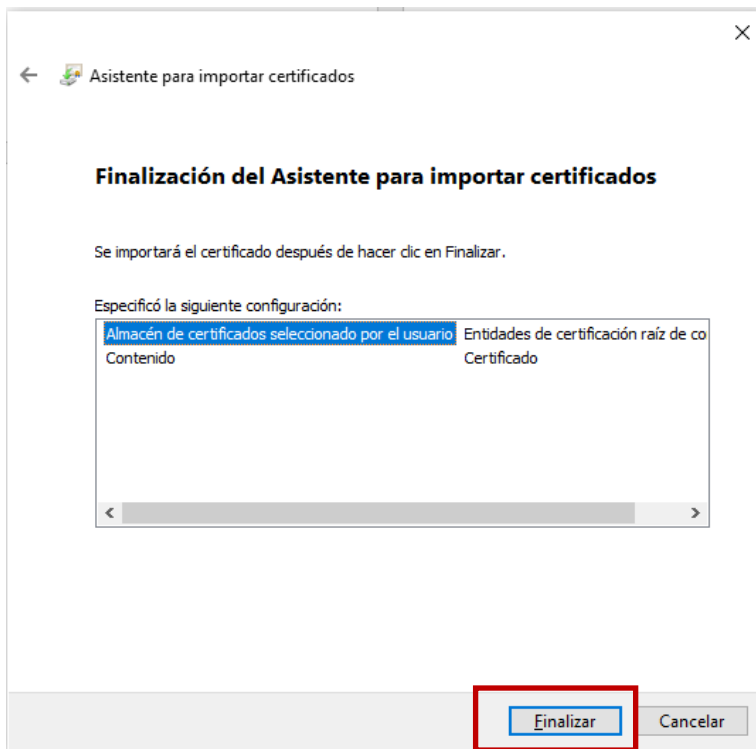 Asistente para importar certificados
Finalización del Asistente para importar certificados
Se importará el certificado después de hacer clic en Finalizar.
Especificó la siguiente configuración:
Almacén de certificados seleccionado por el usuario Entidades de certificación raíz de co
Contenido Certificado
Finalizar Cancelar